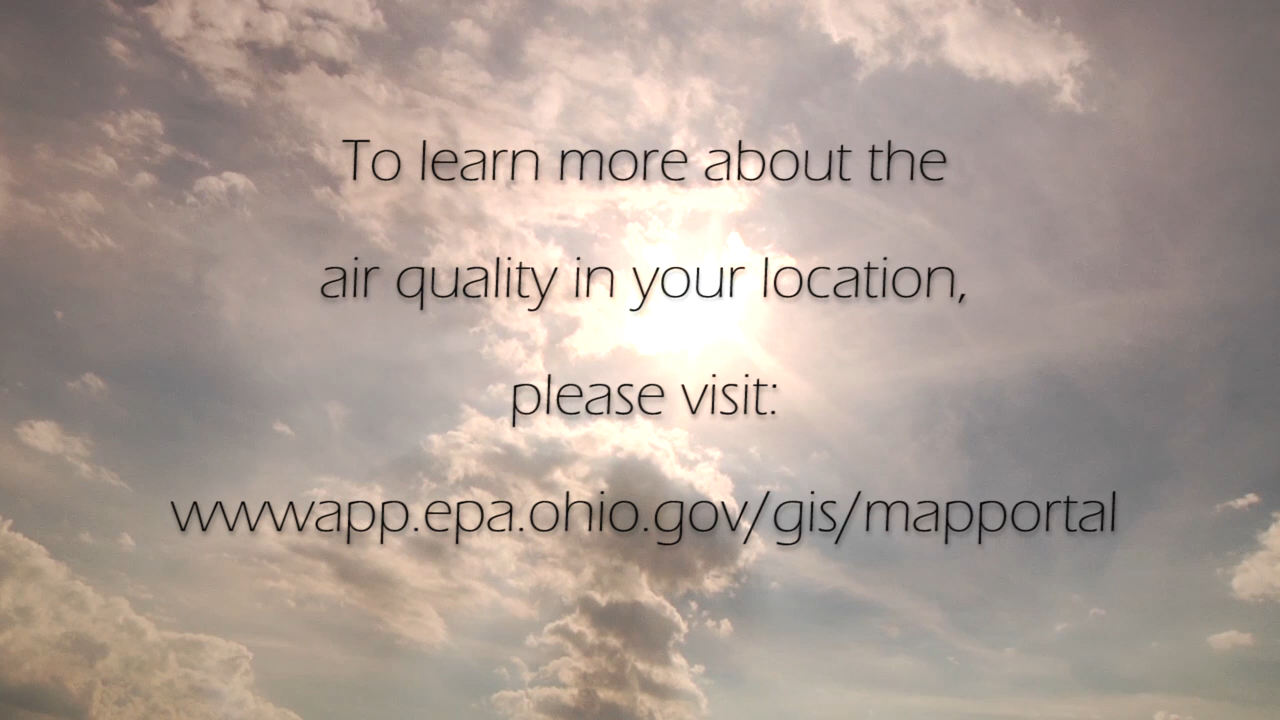 To learn more about the
air quality in your location,
please visit:
wwwapp.epa.ohio.gov/gis/mapportal